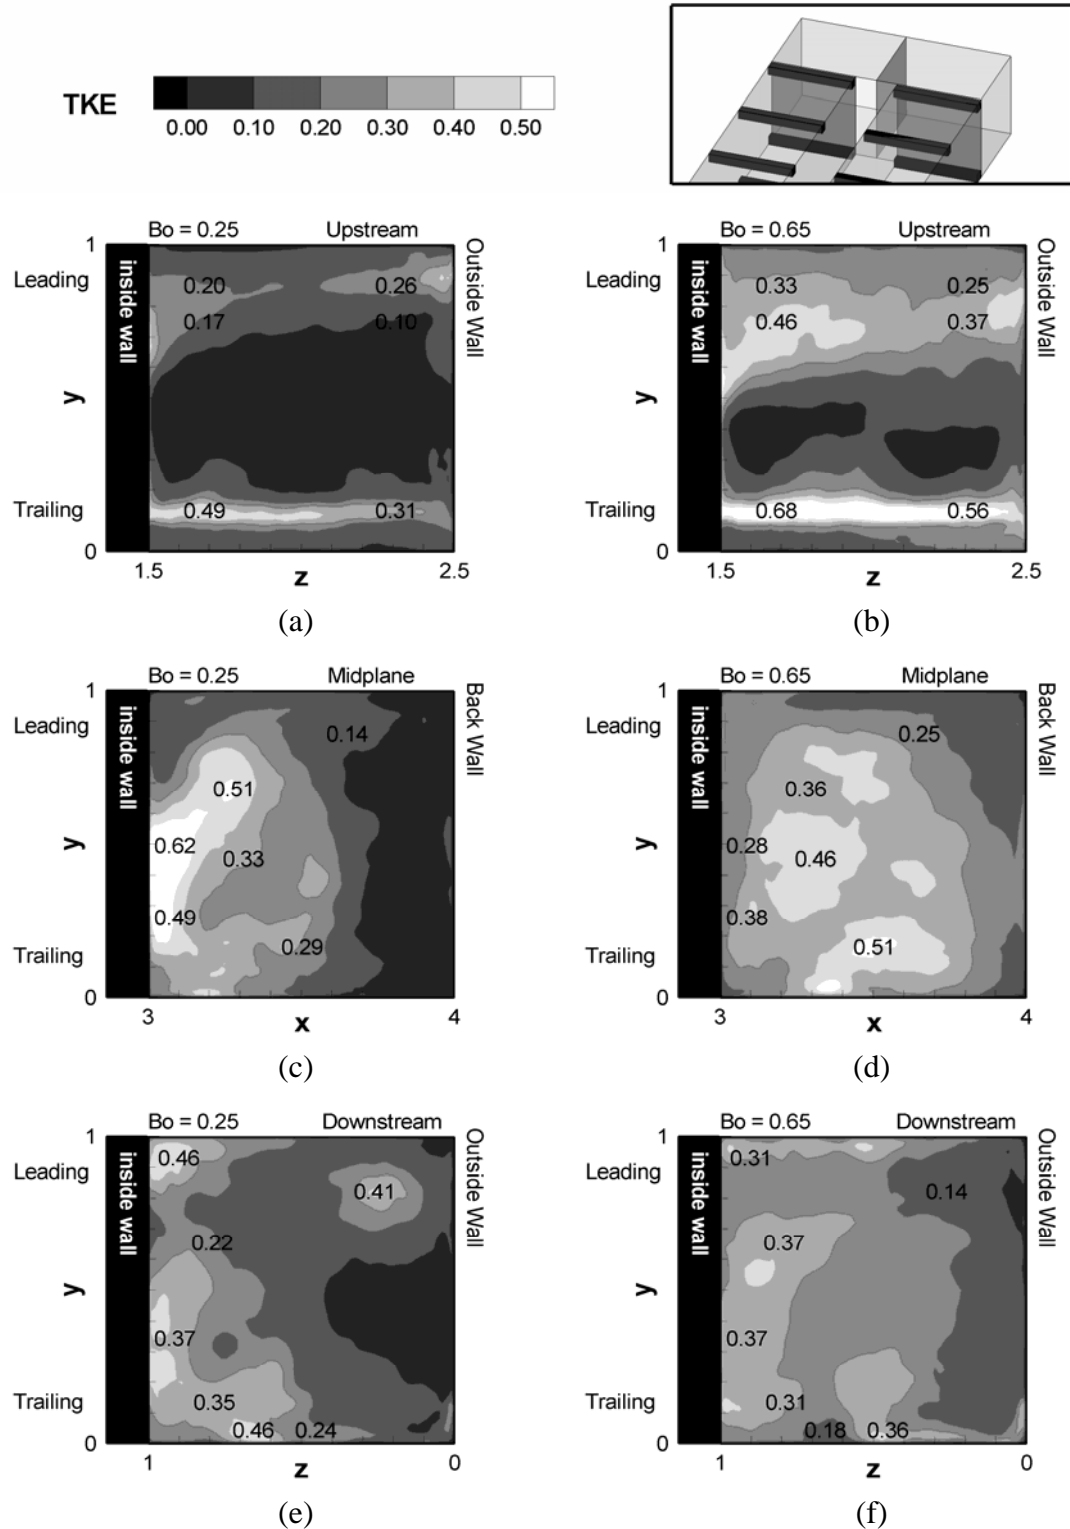 TKE
0.00 0.10 0.20 0.30 0.40 0.50
Bo = 0.25 Upstream
1
Leading
inside wall
Outside Wall
0.20 0.26
0.17 0.10
y
Trailing
0.49 0.31
0
1.5 z 2.5
(a)
Bo = 0.65 Upstream
1
Leading
inside wall
Outside Wall
0.33 0.25
0.46 0.37
y
Trailing
0.68 0.56
0
1.5 z 2.5
(b)
Bo = 0.25 Midplane
1
Leading
inside wall
Back Wall
0.14
0.51
0.62
0.33
y
0.49
0.29
Trailing
0
3 x 4
(c)
Bo = 0.65 Midplane
1
Leading
inside wall
Back Wall
0.25
0.36
0.28
0.46
y
0.38
0.51
Trailing
0
3 x 4
(d)
Bo = 0.25 Downstream
1
Leading
inside wall
Outside Wall
0.46
0.41
0.22
y
0.37
0.35
Trailing
0.46 0.24
0
1 z 0
(e)
Bo = 0.65 Downstream
1
Leading
inside wall
Outside Wall
0.31
0.14
0.37
y
0.37
0.31
Trailing
0.18 0.36
0
1 z 0
(f)